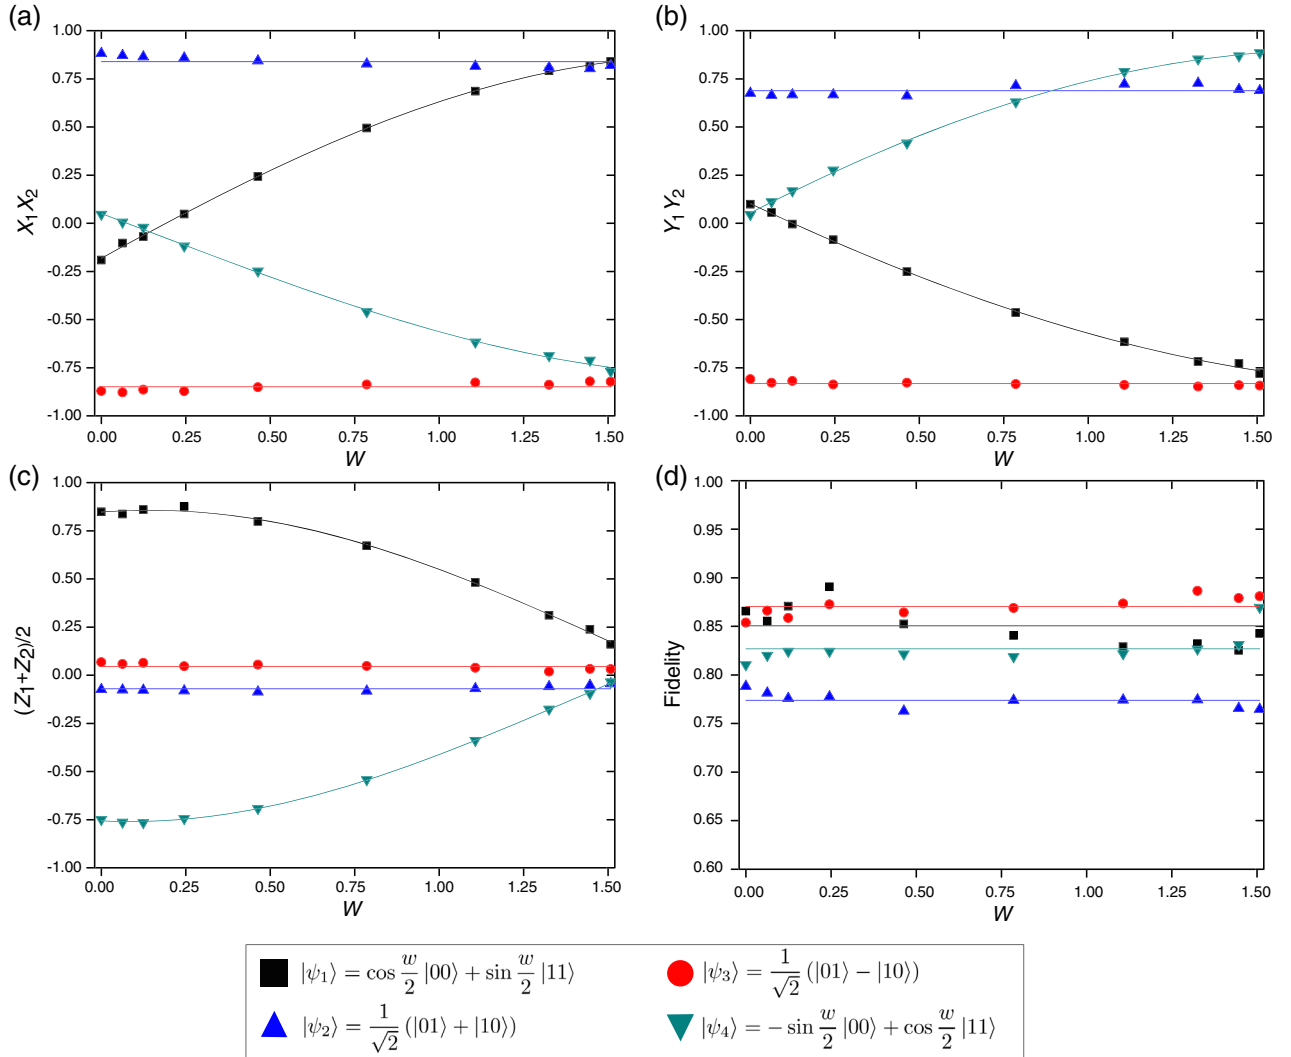 (a)
1.00
0.75
0.50
0.25
0.00
-0.25
-0.50
-0.75
-1.00
X₁X₂
0.00 0.25 0.50 0.75 1.00 1.25 1.50
W
(b)
1.00
0.75
0.50
0.25
0.00
-0.25
-0.50
-0.75
-1.00
Y₁Y₂
0.00 0.25 0.50 0.75 1.00 1.25 1.50
W
(c)
1.00
0.75
0.50
0.25
0.00
-0.25
-0.50
-0.75
-1.00
(Z₁+Z₂)/2
0.00 0.25 0.50 0.75 1.00 1.25 1.50
W
(d)
1.00
0.95
0.90
0.85
0.80
0.75
0.70
0.65
0.60
Fidelity
0.00 0.25 0.50 0.75 1.00 1.25 1.50
W
|ψ₁⟩ = cos w/2 |00⟩ + sin w/2 |11⟩
|ψ₃⟩ = 1/√2 (|01⟩ − |10⟩)
|ψ₂⟩ = 1/√2 (|01⟩ + |10⟩)
|ψ₄⟩ = − sin w/2 |00⟩ + cos w/2 |11⟩